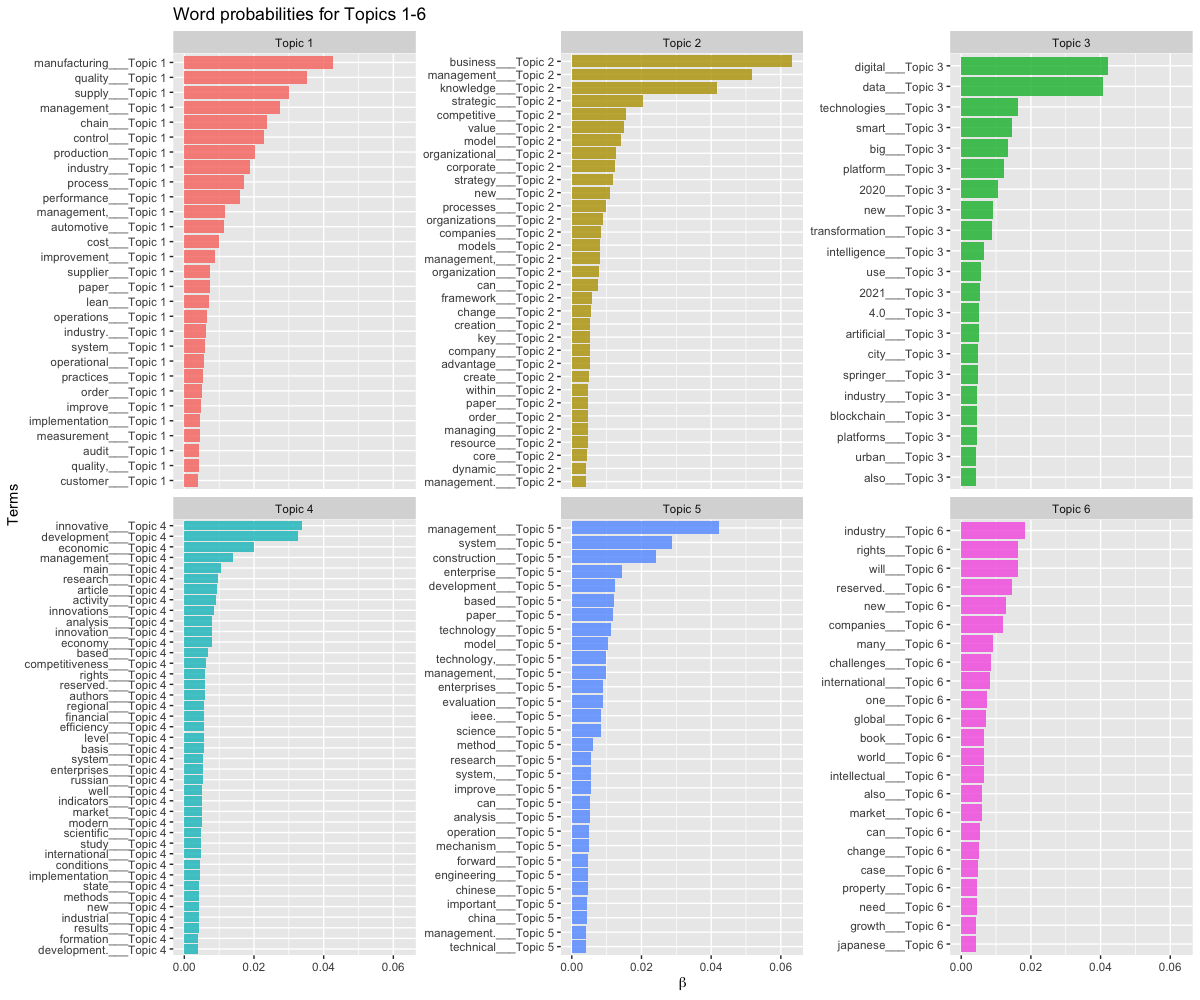 Word probabilities for Topics 1-6
Terms
Topic 1
manufacturing___Topic 1
quality___Topic 1
supply___Topic 1
management___Topic 1
chain___Topic 1
control___Topic 1
production___Topic 1
industry___Topic 1
process___Topic 1
performance___Topic 1
management,___Topic 1
automotive___Topic 1
cost___Topic 1
improvement___Topic 1
supplier___Topic 1
paper___Topic 1
lean___Topic 1
operations___Topic 1
industry.___Topic 1
system___Topic 1
operational___Topic 1
practices___Topic 1
order___Topic 1
improve___Topic 1
implementation___Topic 1
measurement___Topic 1
audit___Topic 1
quality,___Topic 1
customer___Topic 1
Topic 2
business___Topic 2
management___Topic 2
knowledge___Topic 2
strategic___Topic 2
competitive___Topic 2
value___Topic 2
model___Topic 2
organizational___Topic 2
corporate___Topic 2
strategy___Topic 2
new___Topic 2
processes___Topic 2
organizations___Topic 2
companies___Topic 2
models___Topic 2
management,___Topic 2
organization___Topic 2
can___Topic 2
framework___Topic 2
change___Topic 2
creation___Topic 2
key___Topic 2
company___Topic 2
advantage___Topic 2
create___Topic 2
within___Topic 2
paper___Topic 2
order___Topic 2
managing___Topic 2
resource___Topic 2
core___Topic 2
dynamic___Topic 2
management.___Topic 2
Topic 3
digital___Topic 3
data___Topic 3
technologies___Topic 3
smart___Topic 3
big___Topic 3
platform___Topic 3
2020___Topic 3
new___Topic 3
transformation___Topic 3
intelligence___Topic 3
use___Topic 3
2021___Topic 3
4.0___Topic 3
artificial___Topic 3
city___Topic 3
springer___Topic 3
industry___Topic 3
blockchain___Topic 3
platforms___Topic 3
urban___Topic 3
also___Topic 3
Topic 4
innovative___Topic 4
development___Topic 4
economic___Topic 4
management___Topic 4
main___Topic 4
research___Topic 4
article___Topic 4
activity___Topic 4
innovations___Topic 4
analysis___Topic 4
innovation___Topic 4
economy___Topic 4
based___Topic 4
competitiveness___Topic 4
rights___Topic 4
reserved.___Topic 4
authors___Topic 4
regional___Topic 4
financial___Topic 4
efficiency___Topic 4
level___Topic 4
basis___Topic 4
system___Topic 4
enterprises___Topic 4
russian___Topic 4
well___Topic 4
indicators___Topic 4
market___Topic 4
modern___Topic 4
scientific___Topic 4
study___Topic 4
international___Topic 4
conditions___Topic 4
implementation___Topic 4
state___Topic 4
methods___Topic 4
new___Topic 4
industrial___Topic 4
results___Topic 4
formation___Topic 4
development.___Topic 4
0.00 0.02 0.04 0.06
Topic 5
management___Topic 5
system___Topic 5
construction___Topic 5
enterprise___Topic 5
development___Topic 5
based___Topic 5
paper___Topic 5
technology___Topic 5
model___Topic 5
technology,___Topic 5
management,___Topic 5
enterprises___Topic 5
evaluation___Topic 5
ieee.___Topic 5
science___Topic 5
method___Topic 5
research___Topic 5
system,___Topic 5
improve___Topic 5
can___Topic 5
analysis___Topic 5
operation___Topic 5
mechanism___Topic 5
forward___Topic 5
engineering___Topic 5
chinese___Topic 5
important___Topic 5
china___Topic 5
management.___Topic 5
technical___Topic 5
0.00 0.02 0.04 0.06
Topic 6
industry___Topic 6
rights___Topic 6
will___Topic 6
reserved.___Topic 6
new___Topic 6
companies___Topic 6
many___Topic 6
challenges___Topic 6
international___Topic 6
one___Topic 6
global___Topic 6
book___Topic 6
world___Topic 6
intellectual___Topic 6
also___Topic 6
market___Topic 6
can___Topic 6
change___Topic 6
case___Topic 6
property___Topic 6
need___Topic 6
growth___Topic 6
japanese___Topic 6
0.00 0.02 0.04 0.06
β